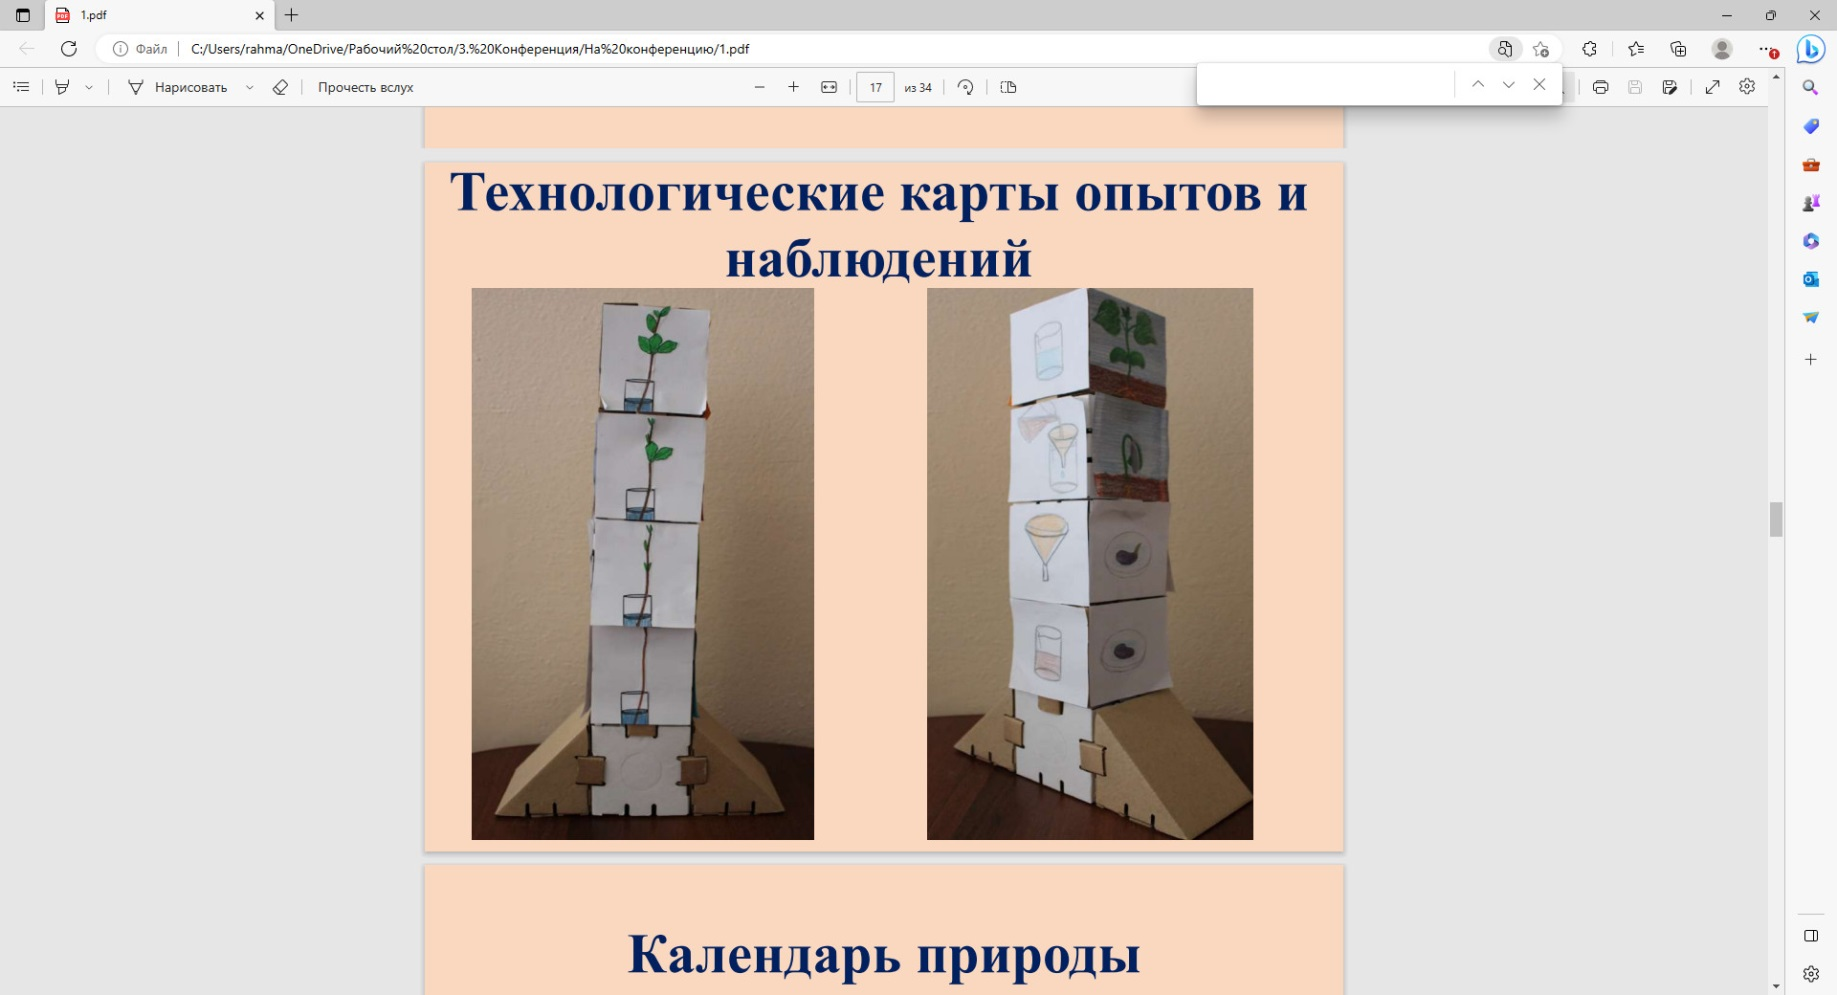 1.pdf
Файл
C:/Users/rahma/OneDrive/Рабочий%20стол/3.%20Конференция/На%20конференцию/1.pdf
Нарисовать
Прочесть вслух
17
из 34
Технологические карты опытов и
наблюдений
Календарь природы